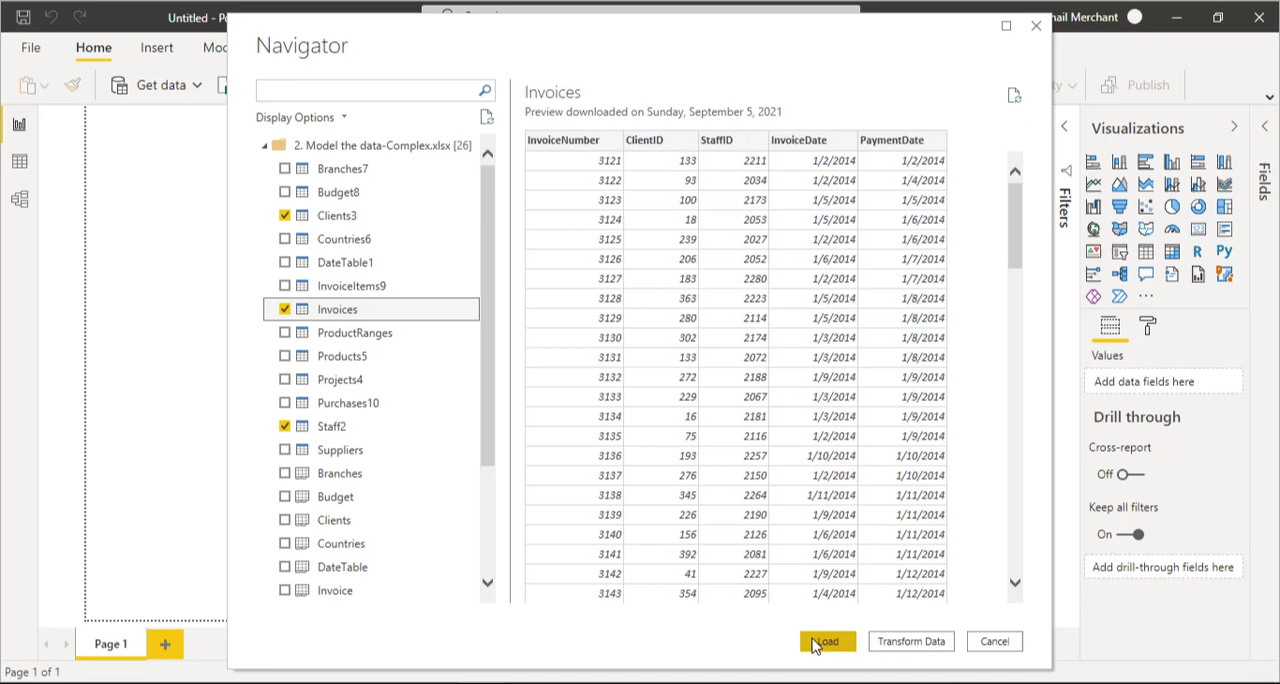 Untitled - Po
ail Merchant
File
Home
Insert
Get data
Publish
Navigator
Display Options
2. Model the data-Complex.xlsx [26]
Branches7
Budget8
Clients3
Countries6
DateTable1
InvoiceItems9
Invoices
ProductRanges
Products5
Projects4
Purchases10
Staff2
Suppliers
Branches
Budget
Clients
Countries
DateTable
Invoice
Invoices
Preview downloaded on Sunday, September 5, 2021
InvoiceNumber ClientID StaffID InvoiceDate PaymentDate
3121 133 2211 1/2/2014 1/2/2014
3122 93 2034 1/2/2014 1/4/2014
3123 100 2173 1/5/2014 1/5/2014
3124 18 2053 1/5/2014 1/6/2014
3125 239 2027 1/2/2014 1/6/2014
3126 206 2052 1/6/2014 1/7/2014
3127 183 2280 1/2/2014 1/7/2014
3128 363 2223 1/5/2014 1/8/2014
3129 280 2114 1/5/2014 1/8/2014
3130 302 2174 1/3/2014 1/8/2014
3131 133 2072 1/3/2014 1/8/2014
3132 272 2188 1/9/2014 1/9/2014
3133 229 2067 1/3/2014 1/9/2014
3134 16 2181 1/3/2014 1/9/2014
3135 75 2116 1/2/2014 1/9/2014
3136 193 2257 1/10/2014 1/10/2014
3137 276 2150 1/2/2014 1/10/2014
3138 345 2264 1/11/2014 1/11/2014
3139 226 2190 1/9/2014 1/11/2014
3140 156 2126 1/6/2014 1/11/2014
3141 392 2081 1/6/2014 1/11/2014
3142 41 2227 1/9/2014 1/12/2014
3143 354 2095 1/4/2014 1/12/2014
Load
Transform Data
Cancel
Filters
Visualizations
R
Py
Values
Add data fields here
Drill through
Cross-report
Off
Keep all filters
On
Add drill-through fields here
Fields
Page 1
Page 1 of 1